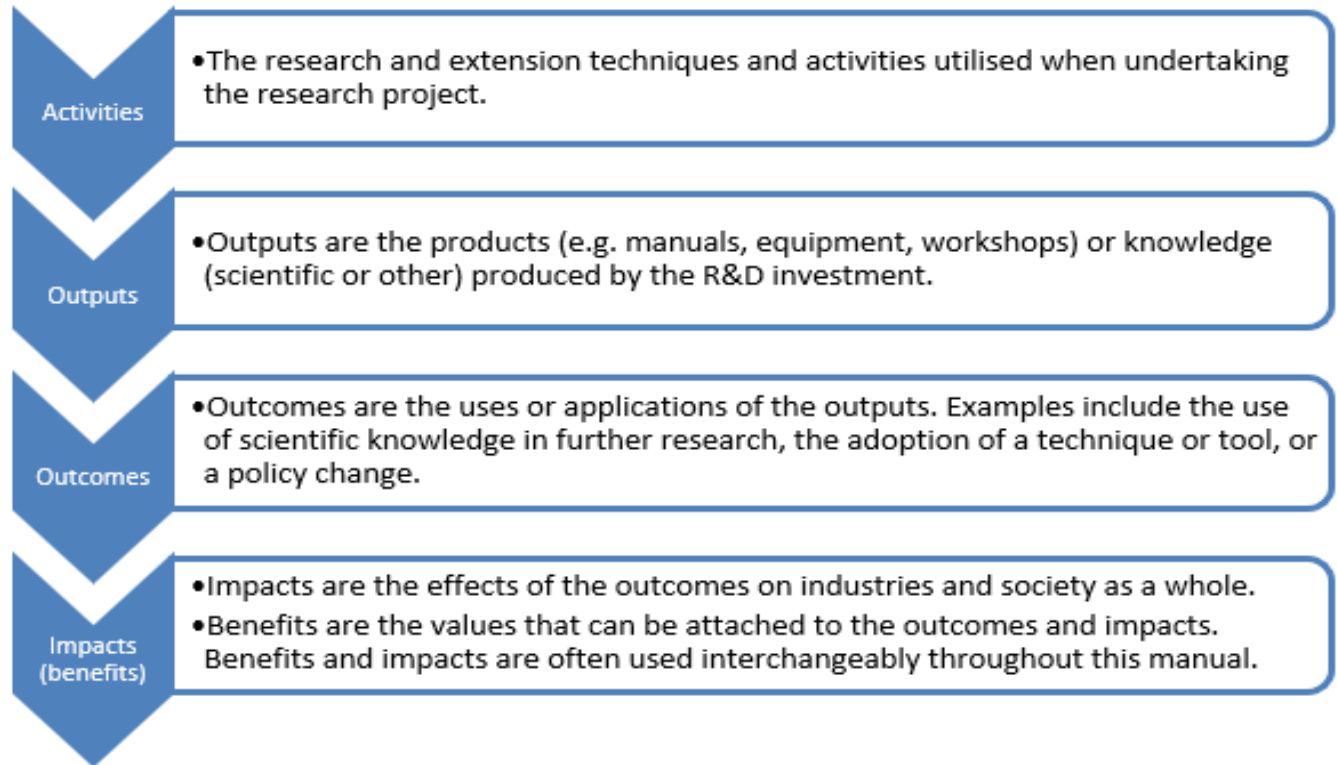 Activities
•The research and extension techniques and activities utilised when undertaking
the research project.
Outputs
•Outputs are the products (e.g. manuals, equipment, workshops) or knowledge
(scientific or other) produced by the R&D investment.
Outcomes
•Outcomes are the uses or applications of the outputs. Examples include the use
of scientific knowledge in further research, the adoption of a technique or tool, or
a policy change.
Impacts
(benefits)
•Impacts are the effects of the outcomes on industries and society as a whole.
•Benefits are the values that can be attached to the outcomes and impacts.
Benefits and impacts are often used interchangeably throughout this manual.